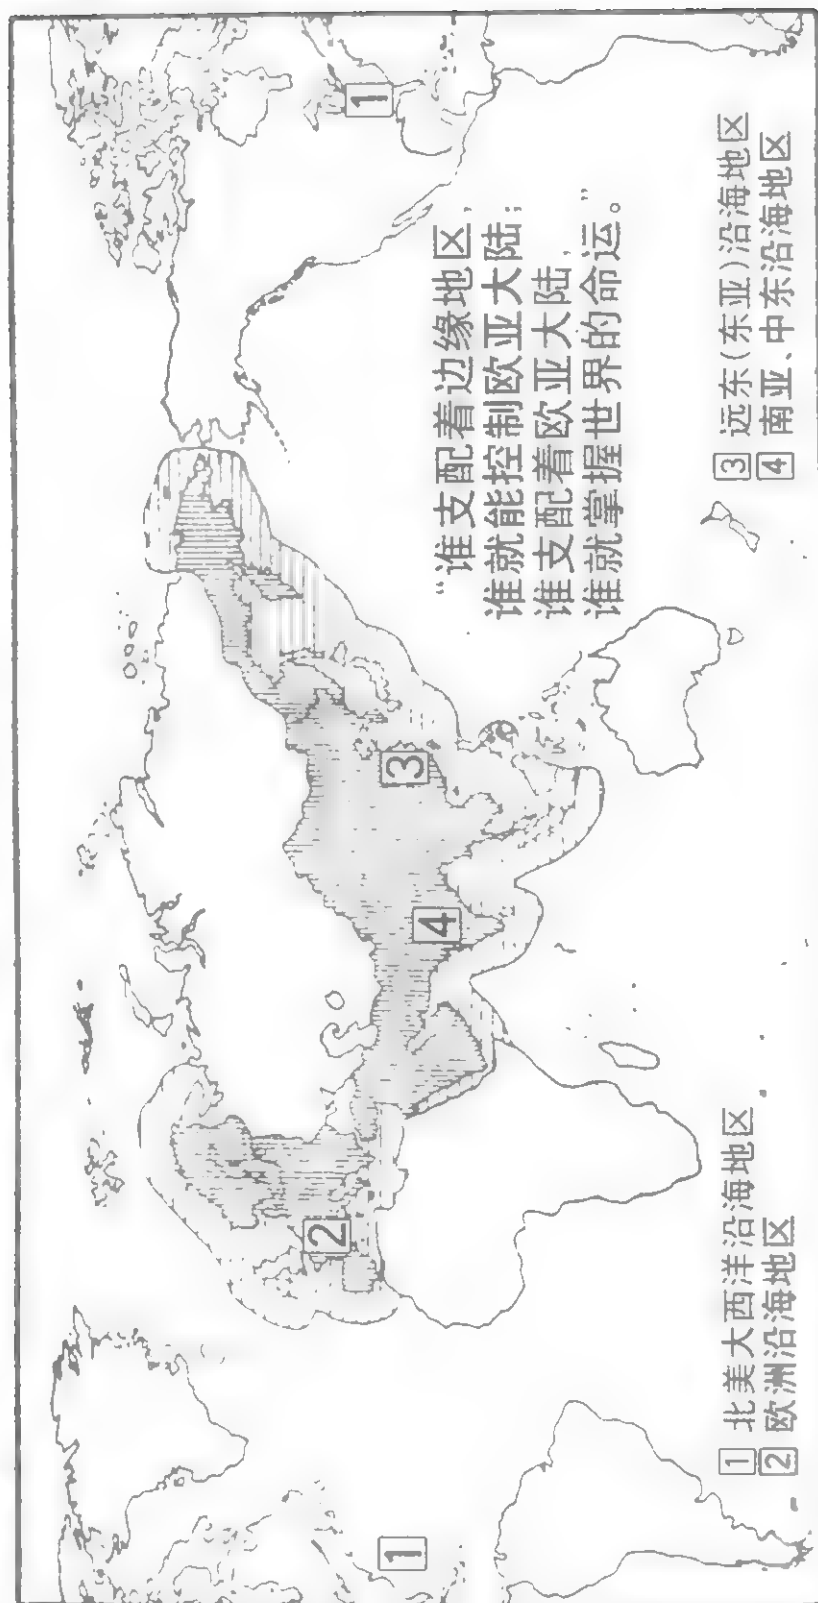 1
1
2
3
4
“谁支配着边缘地区，
谁就能控制欧亚大陆；
谁支配着欧亚大陆，
谁就掌握世界的命运。”
1 北美大西洋沿海地区
2 欧洲沿海地区
3 远东(东亚)沿海地区
4 南亚、中东沿海地区